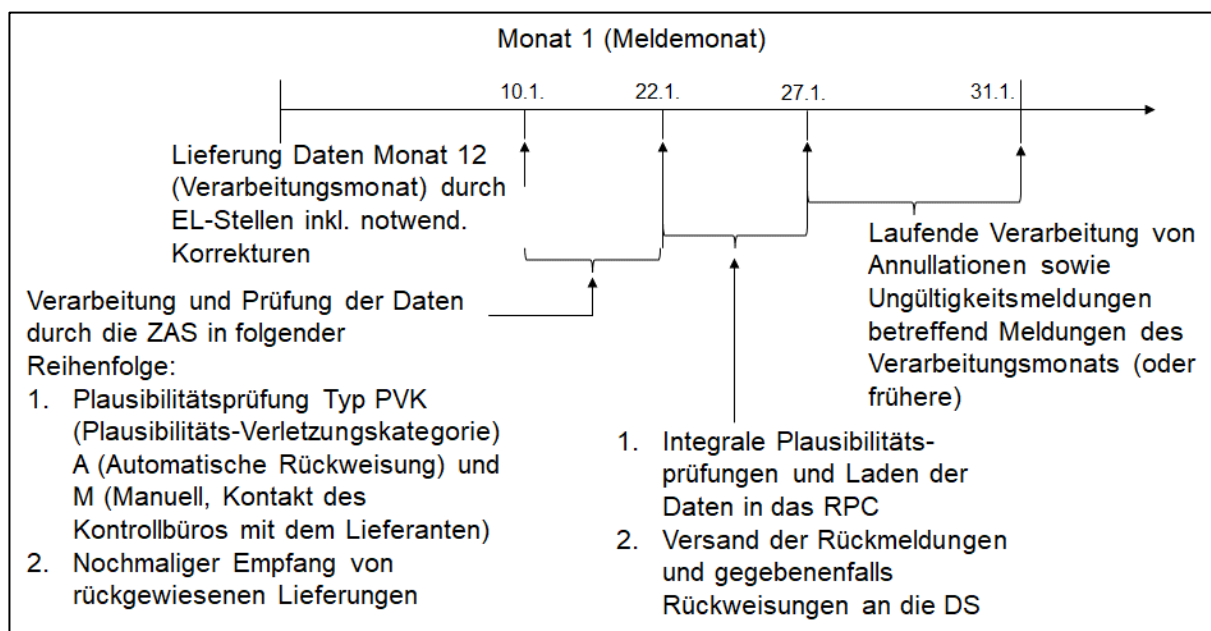 Monat 1 (Meldemonat)
10.1.
22.1.
27.1.
31.1.
Lieferung Daten Monat 12
(Verarbeitungsmonat) durch
EL-Stellen inkl. notwend.
Korrekturen
Verarbeitung und Prüfung der Daten
durch die ZAS in folgender
Reihenfolge:
1. Plausibilitätsprüfung Typ PVK
(Plausibilitäts-Verletzungskategorie)
A (Automatische Rückweisung) und
M (Manuell, Kontakt des
Kontrollbüros mit dem Lieferanten)
2. Nochmaliger Empfang von
rückgewiesenen Lieferungen
1. Integrale Plausibilitäts-
prüfungen und Laden der
Daten in das RPC
2. Versand der Rückmeldungen
und gegebenenfalls
Rückweisungen an die DS
Laufende Verarbeitung von
Annullationen sowie
Ungültigkeitsmeldungen
betreffend Meldungen des
Verarbeitungsmonats (oder
frühere)